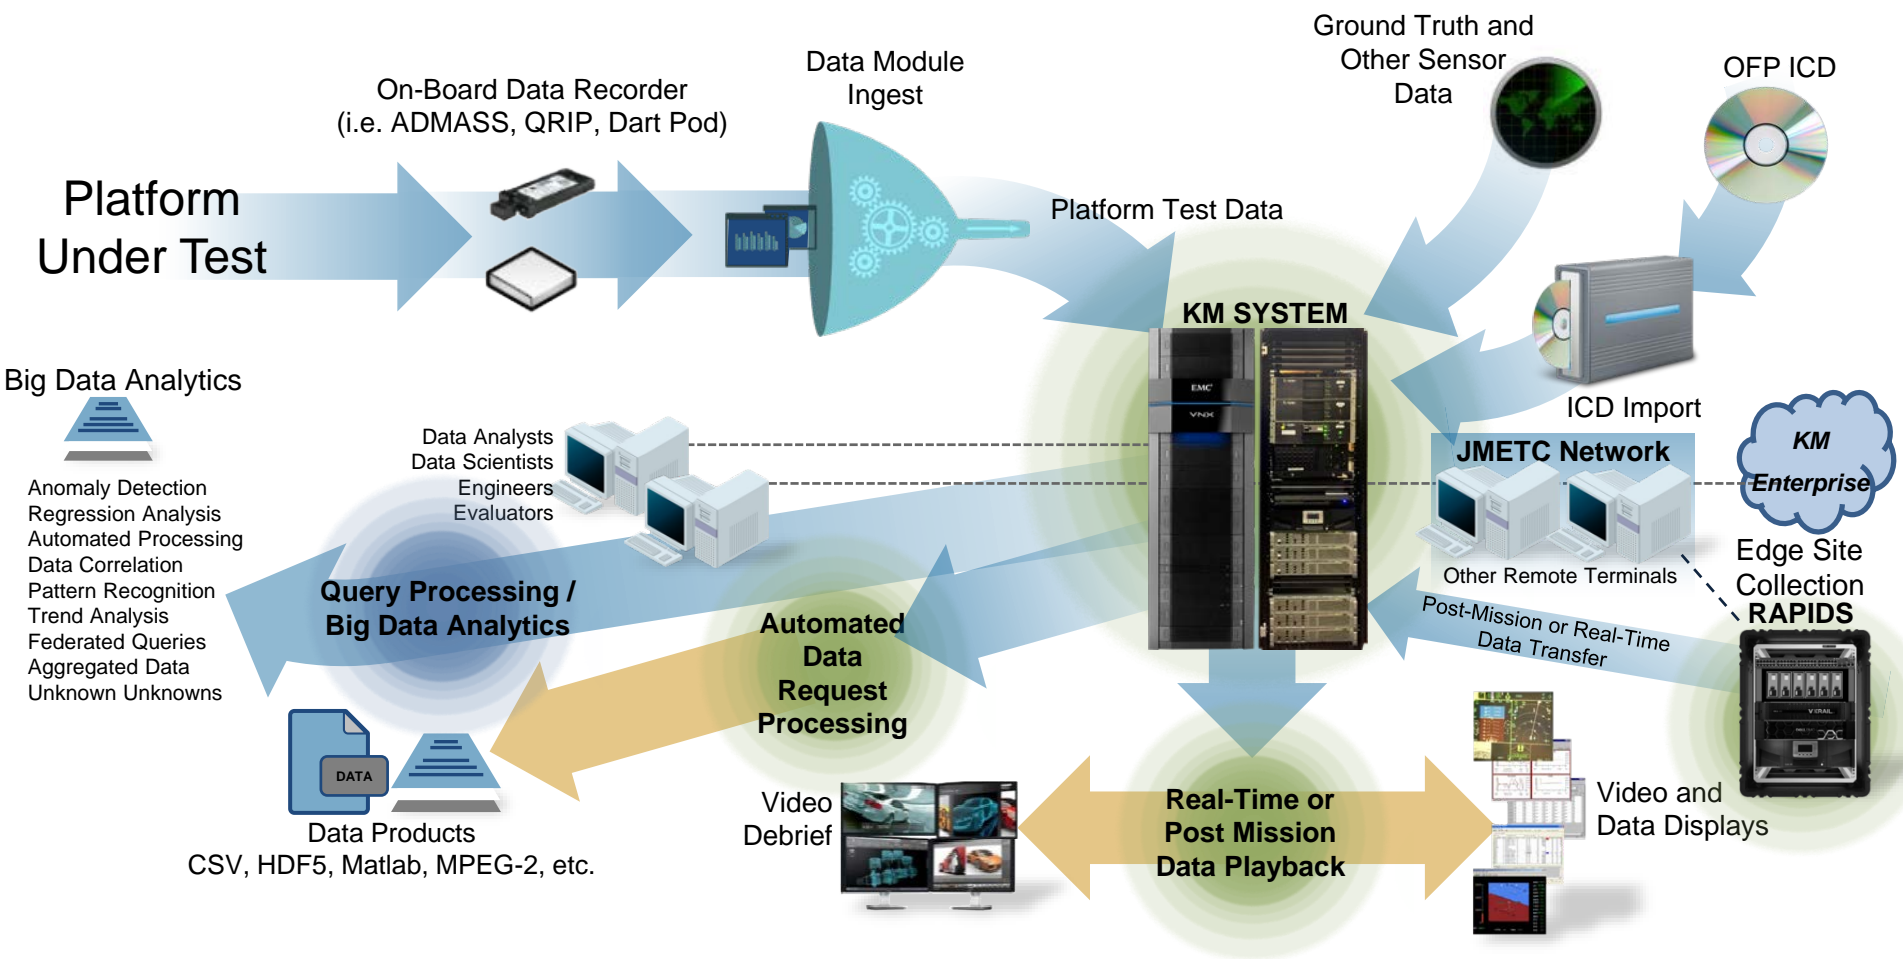 Ground Truth and
Other Sensor
Data
OFP ICD
Data Module
Ingest
On-Board Data Recorder
(i.e. ADMASS, QRIP, Dart Pod)
Platform
Under Test
Platform Test Data
KM SYSTEM
EMC²
VNX
ICD Import
Big Data Analytics
Anomaly Detection
Regression Analysis
Automated Processing
Data Correlation
Pattern Recognition
Trend Analysis
Federated Queries
Aggregated Data
Unknown Unknowns
Data Analysts
Data Scientists
Engineers
Evaluators
JMETC Network
Other Remote Terminals
KM
Enterprise
Edge Site
Collection
RAPIDS
Post-Mission or Real-Time
Data Transfer
Query Processing /
Big Data Analytics
Automated
Data
Request
Processing
DATA
Data Products
CSV, HDF5, Matlab, MPEG-2, etc.
Video
Debrief
Real-Time or
Post Mission
Data Playback
Video and
Data Displays